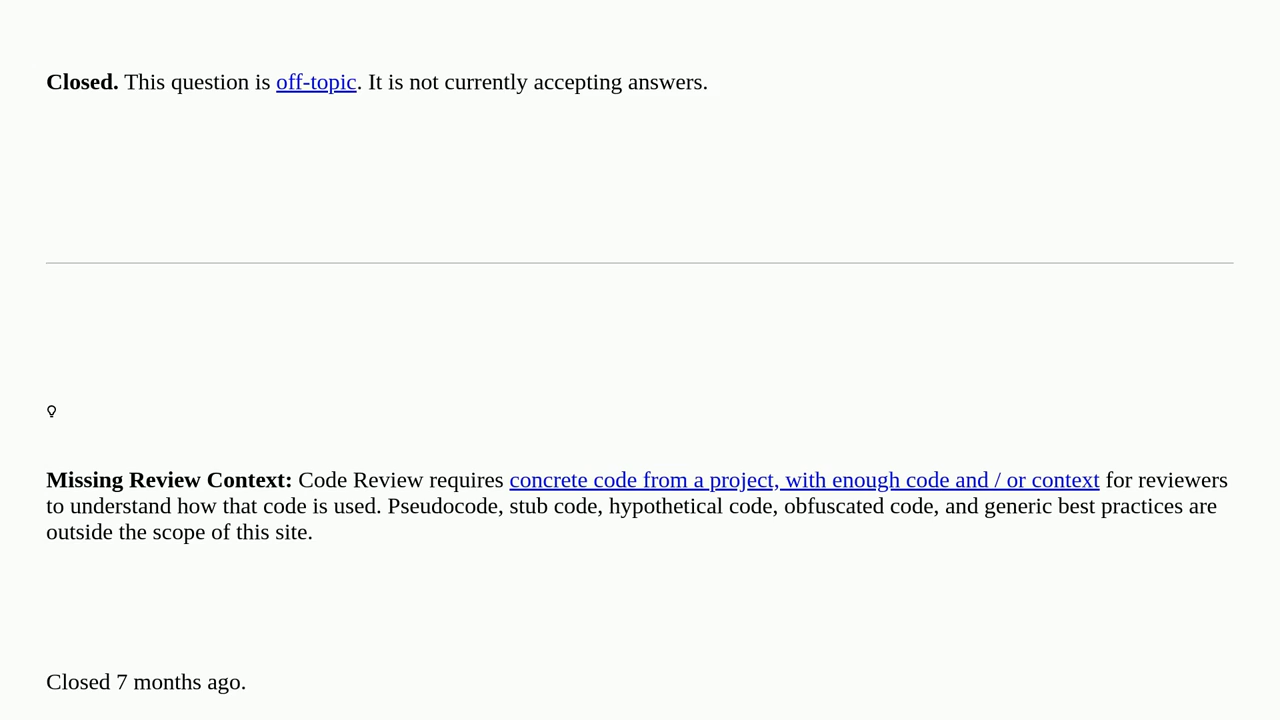 Closed. This question is off-topic. It is not currently accepting answers.
Missing Review Context: Code Review requires concrete code from a project, with enough code and / or context for reviewers
to understand how that code is used. Pseudocode, stub code, hypothetical code, obfuscated code, and generic best practices are
outside the scope of this site.
Closed 7 months ago.